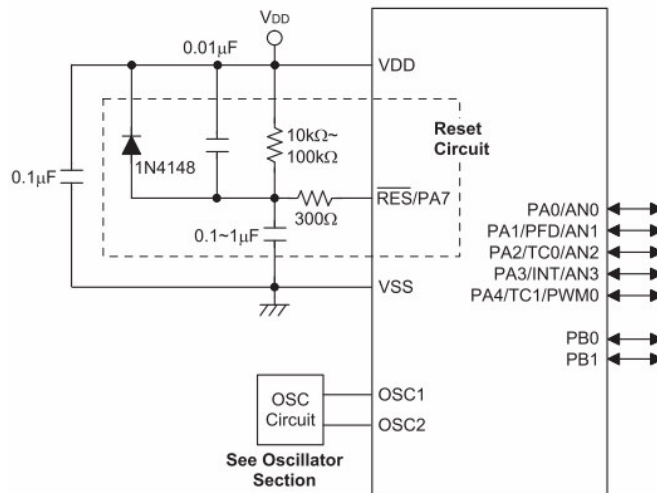 VDD
0.01μF
VDD
10kΩ~
100kΩ
Reset
Circuit
1N4148
0.1μF
RES/PA7
300Ω
0.1~1μF
VSS
PA0/AN0
PA1/PFD/AN1
PA2/TC0/AN2
PA3/INT/AN3
PA4/TC1/PWM0
PB0
PB1
OSC
Circuit
OSC1
OSC2
See Oscillator
Section